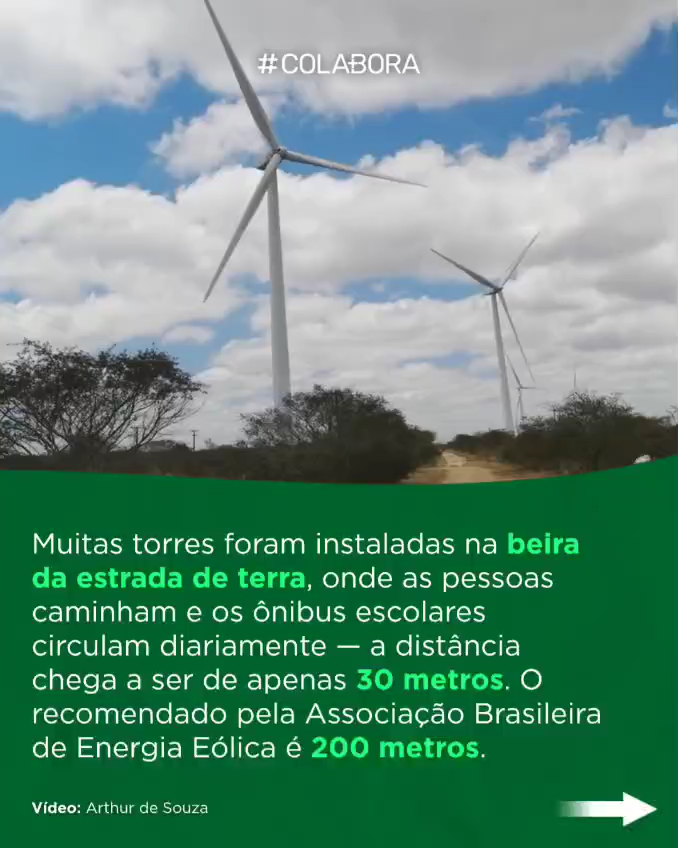 #COLABORA
Muitas torres foram instaladas na beira
da estrada de terra, onde as pessoas
caminham e os ônibus escolares
circulam diariamente — a distância
chega a ser de apenas 30 metros. O
recomendado pela Associação Brasileira
de Energia Eólica é 200 metros.
Vídeo: Arthur de Souza